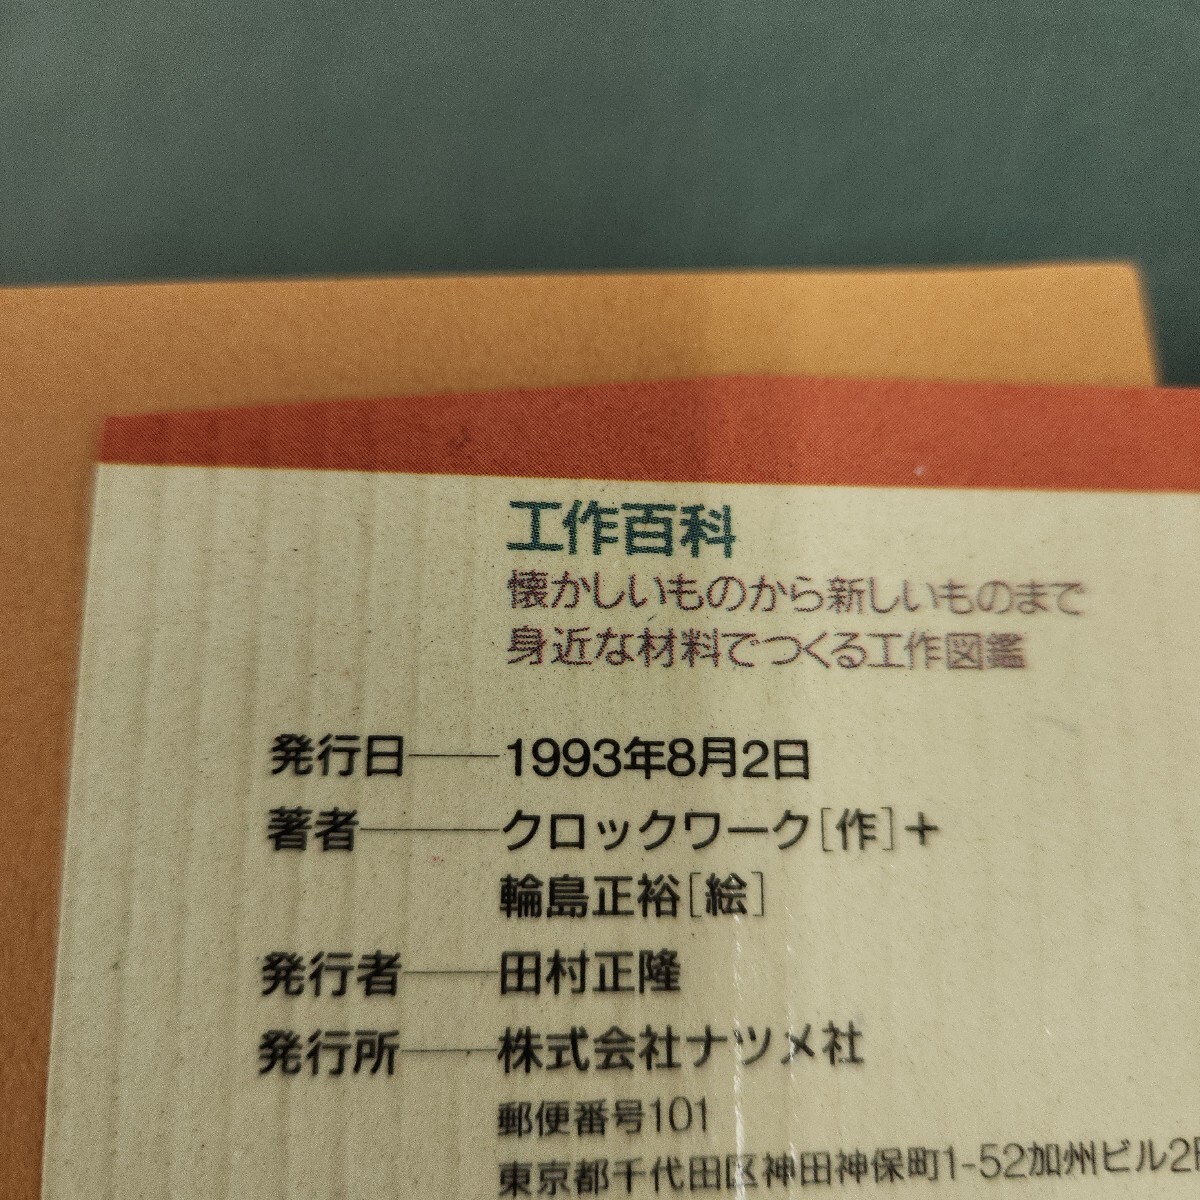 工作百科
懐かしいものから新しいものまで
身近な材料でつくる工作図鑑
発行日——1993年8月2日
著者———クロックワーク[作]+
輪島正裕[絵]
発行者——田村正隆
発行所——株式会社ナツメ社
郵便番号101
東京都千代田区神田神保町1-52加州ビル2